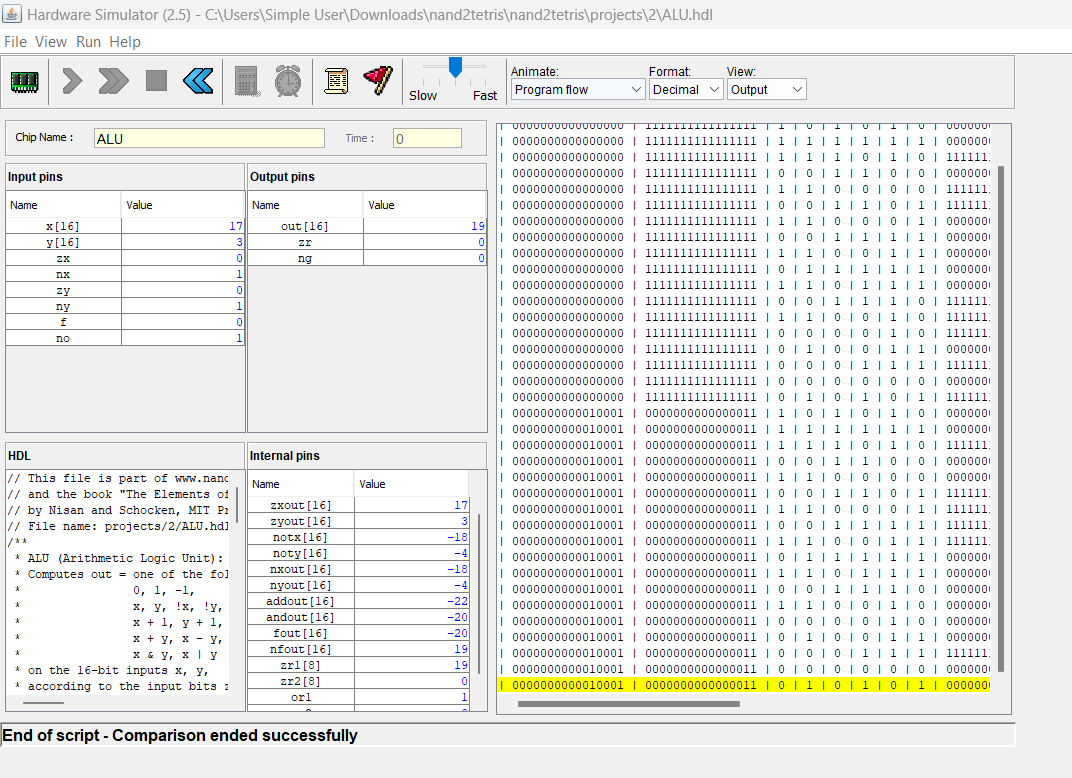 Hardware Simulator (2.5) - C:\Users\Simple User\Downloads\nand2tetris\nand2tetris\projects\2\ALU.hdl
File View Run Help
Slow Fast
Animate: Format: View:
Program flow Decimal Output
Chip Name : ALU Time : 0
Input pins
Name Value
x[16] 17
y[16] 3
zx 0
nx 1
zy 0
ny 1
f 0
no 1
Output pins
Name Value
out[16] 19
zr 0
ng 0
HDL
// This file is part of www.nand
// and the book "The Elements of
// by Nisan and Schocken, MIT Pr
// File name: projects/2/ALU.hdl
/**
* ALU (Arithmetic Logic Unit):
* Computes out = one of the fol
* 0, 1, -1,
* x, y, !x, !y,
* x + 1, y + 1,
* x + y, x - y,
* x & y, x | y
* on the 16-bit inputs x, y,
* according to the input bits z
Internal pins
Name Value
zxout[16] 17
zyout[16] 3
notx[16] -18
noty[16] -4
nxout[16] -18
nyout[16] -4
addout[16] -22
andout[16] -20
fout[16] -20
nfout[16] 19
zr1[8] 19
zr2[8] 0
or1 1
| 0000000000000000 | 1111111111111111 | 1 | 0 | 1 | 0 | 1 | 0 | 000000
| 0000000000000000 | 1111111111111111 | 1 | 1 | 1 | 1 | 1 | 1 | 000000
| 0000000000000000 | 1111111111111111 | 1 | 1 | 1 | 0 | 1 | 0 | 111111
| 0000000000000000 | 1111111111111111 | 0 | 0 | 1 | 1 | 0 | 0 | 000000
| 0000000000000000 | 1111111111111111 | 1 | 1 | 0 | 0 | 0 | 0 | 111111
| 0000000000000000 | 1111111111111111 | 0 | 0 | 1 | 1 | 0 | 1 | 111111
| 0000000000000000 | 1111111111111111 | 1 | 1 | 0 | 0 | 0 | 1 | 000000
| 0000000000000000 | 1111111111111111 | 0 | 0 | 1 | 1 | 1 | 1 | 000000
| 0000000000000000 | 1111111111111111 | 1 | 1 | 0 | 0 | 1 | 1 | 000000
| 0000000000000000 | 1111111111111111 | 0 | 1 | 1 | 1 | 1 | 1 | 000000
| 0000000000000000 | 1111111111111111 | 1 | 1 | 0 | 1 | 1 | 1 | 000000
| 0000000000000000 | 1111111111111111 | 0 | 0 | 1 | 1 | 1 | 0 | 111111
| 0000000000000000 | 1111111111111111 | 1 | 1 | 0 | 0 | 1 | 0 | 111111
| 0000000000000000 | 1111111111111111 | 0 | 0 | 0 | 0 | 1 | 0 | 111111
| 0000000000000000 | 1111111111111111 | 0 | 1 | 0 | 0 | 1 | 1 | 000000
| 0000000000000000 | 1111111111111111 | 0 | 0 | 0 | 1 | 1 | 1 | 111111
| 0000000000000000 | 1111111111111111 | 0 | 0 | 0 | 0 | 0 | 0 | 000000
| 0000000000000000 | 1111111111111111 | 0 | 1 | 0 | 1 | 0 | 1 | 111111
| 0000000000010001 | 0000000000000011 | 1 | 0 | 1 | 0 | 1 | 0 | 000000
| 0000000000010001 | 0000000000000011 | 1 | 1 | 1 | 1 | 1 | 1 | 000000
| 0000000000010001 | 0000000000000011 | 1 | 1 | 1 | 0 | 1 | 0 | 111111
| 0000000000010001 | 0000000000000011 | 0 | 0 | 1 | 1 | 0 | 0 | 000000
| 0000000000010001 | 0000000000000011 | 1 | 1 | 0 | 0 | 0 | 0 | 000000
| 0000000000010001 | 0000000000000011 | 0 | 0 | 1 | 1 | 0 | 1 | 111111
| 0000000000010001 | 0000000000000011 | 1 | 1 | 0 | 0 | 0 | 1 | 111111
| 0000000000010001 | 0000000000000011 | 0 | 0 | 1 | 1 | 1 | 1 | 111111
| 0000000000010001 | 0000000000000011 | 1 | 1 | 0 | 0 | 1 | 1 | 111111
| 0000000000010001 | 0000000000000011 | 0 | 1 | 1 | 1 | 1 | 1 | 000000
| 0000000000010001 | 0000000000000011 | 1 | 1 | 0 | 1 | 1 | 1 | 000000
| 0000000000010001 | 0000000000000011 | 0 | 0 | 1 | 1 | 1 | 0 | 000000
| 0000000000010001 | 0000000000000011 | 1 | 1 | 0 | 0 | 1 | 0 | 000000
| 0000000000010001 | 0000000000000011 | 0 | 0 | 0 | 0 | 1 | 0 | 000000
| 0000000000010001 | 0000000000000011 | 0 | 1 | 0 | 0 | 1 | 1 | 000000
| 0000000000010001 | 0000000000000011 | 0 | 0 | 0 | 1 | 1 | 1 | 111111
| 0000000000010001 | 0000000000000011 | 0 | 0 | 0 | 0 | 0 | 0 | 000000
| 0000000000010001 | 0000000000000011 | 0 | 1 | 0 | 1 | 0 | 1 | 000000
End of script - Comparison ended successfully